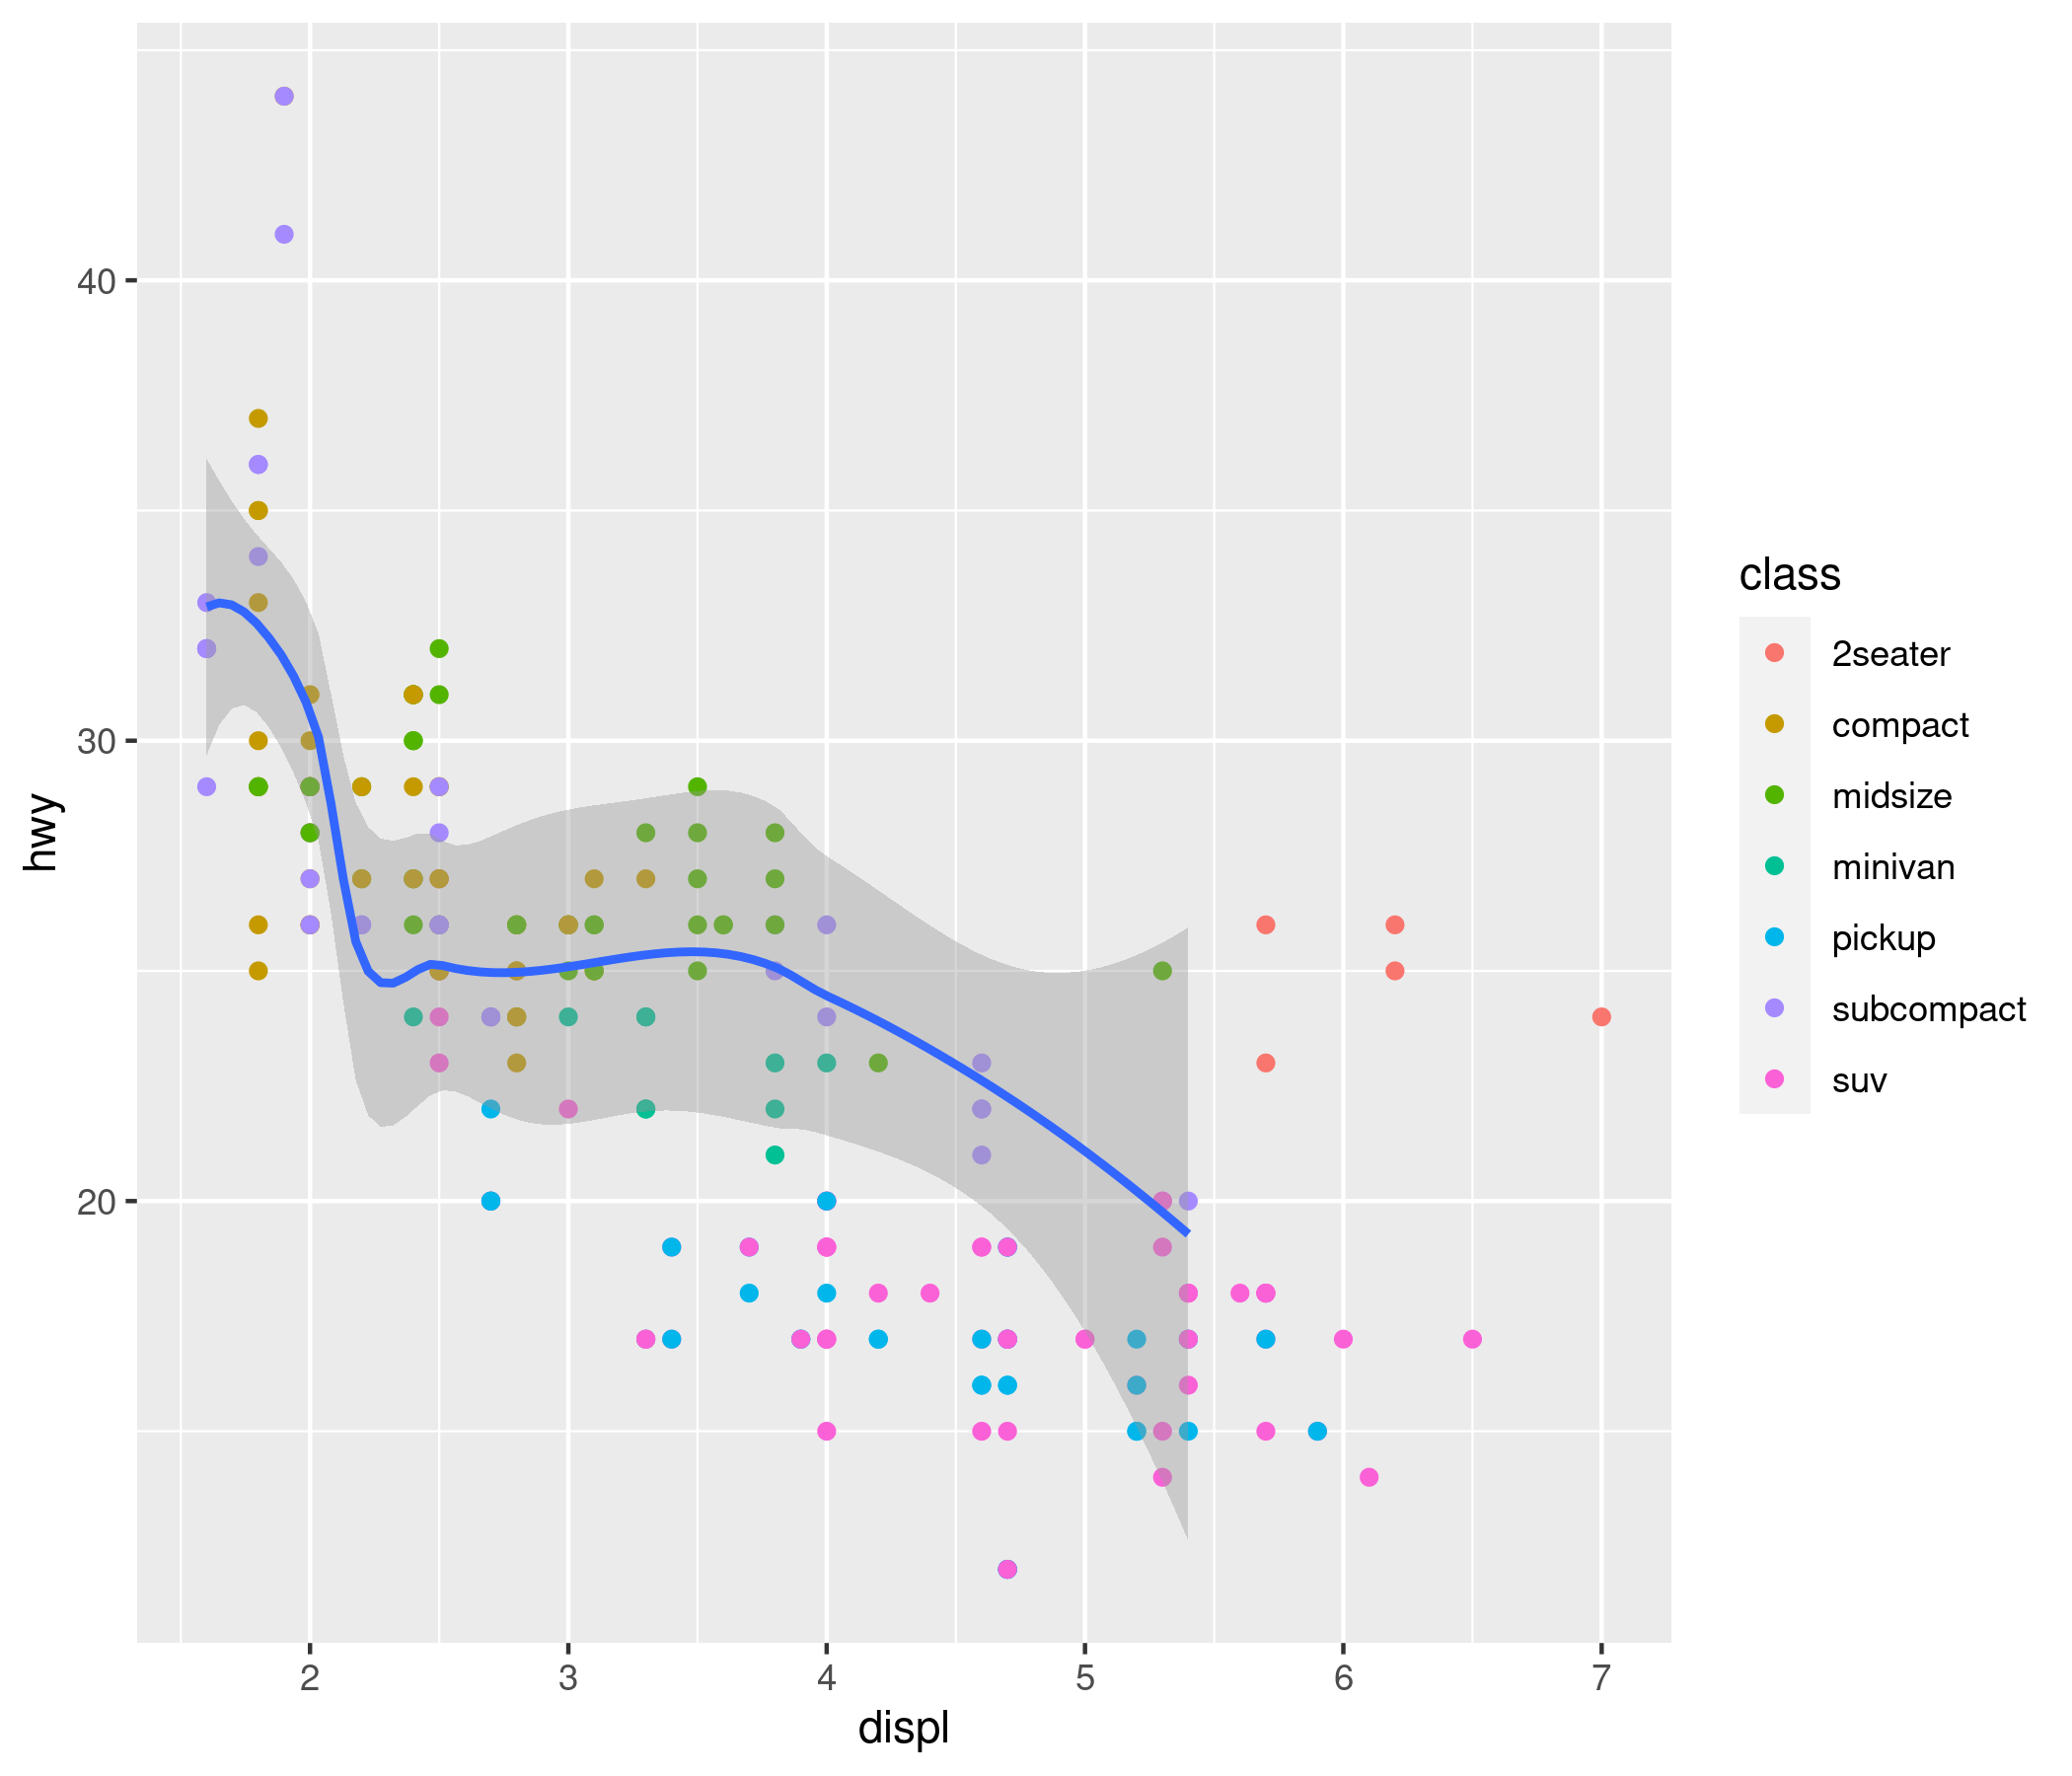 hwy
40
30
20
2 3 4 5 6 7
displ
class
2seater
compact
midsize
minivan
pickup
subcompact
suv